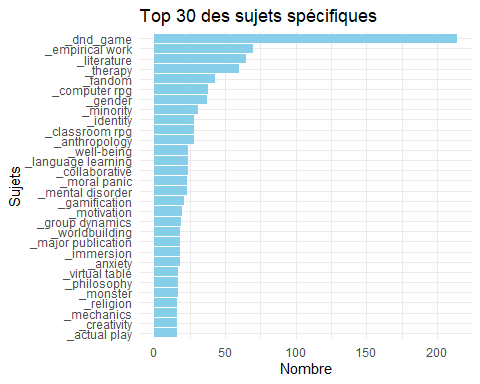 Top 30 des sujets spécifiques
_dnd_game
_empirical work
_literature
_therapy
_fandom
_computer rpg
_gender
_minority
_identity
_classroom rpg
_anthropology
_well-being
_language learning
_collaborative
_moral panic
_mental disorder
_gamification
_motivation
_group dynamics
_worldbuilding
_major publication
_immersion
_anxiety
_virtual table
_philosophy
_monster
_religion
_mechanics
_creativity
_actual play
Sujets
0 50 100 150 200
Nombre